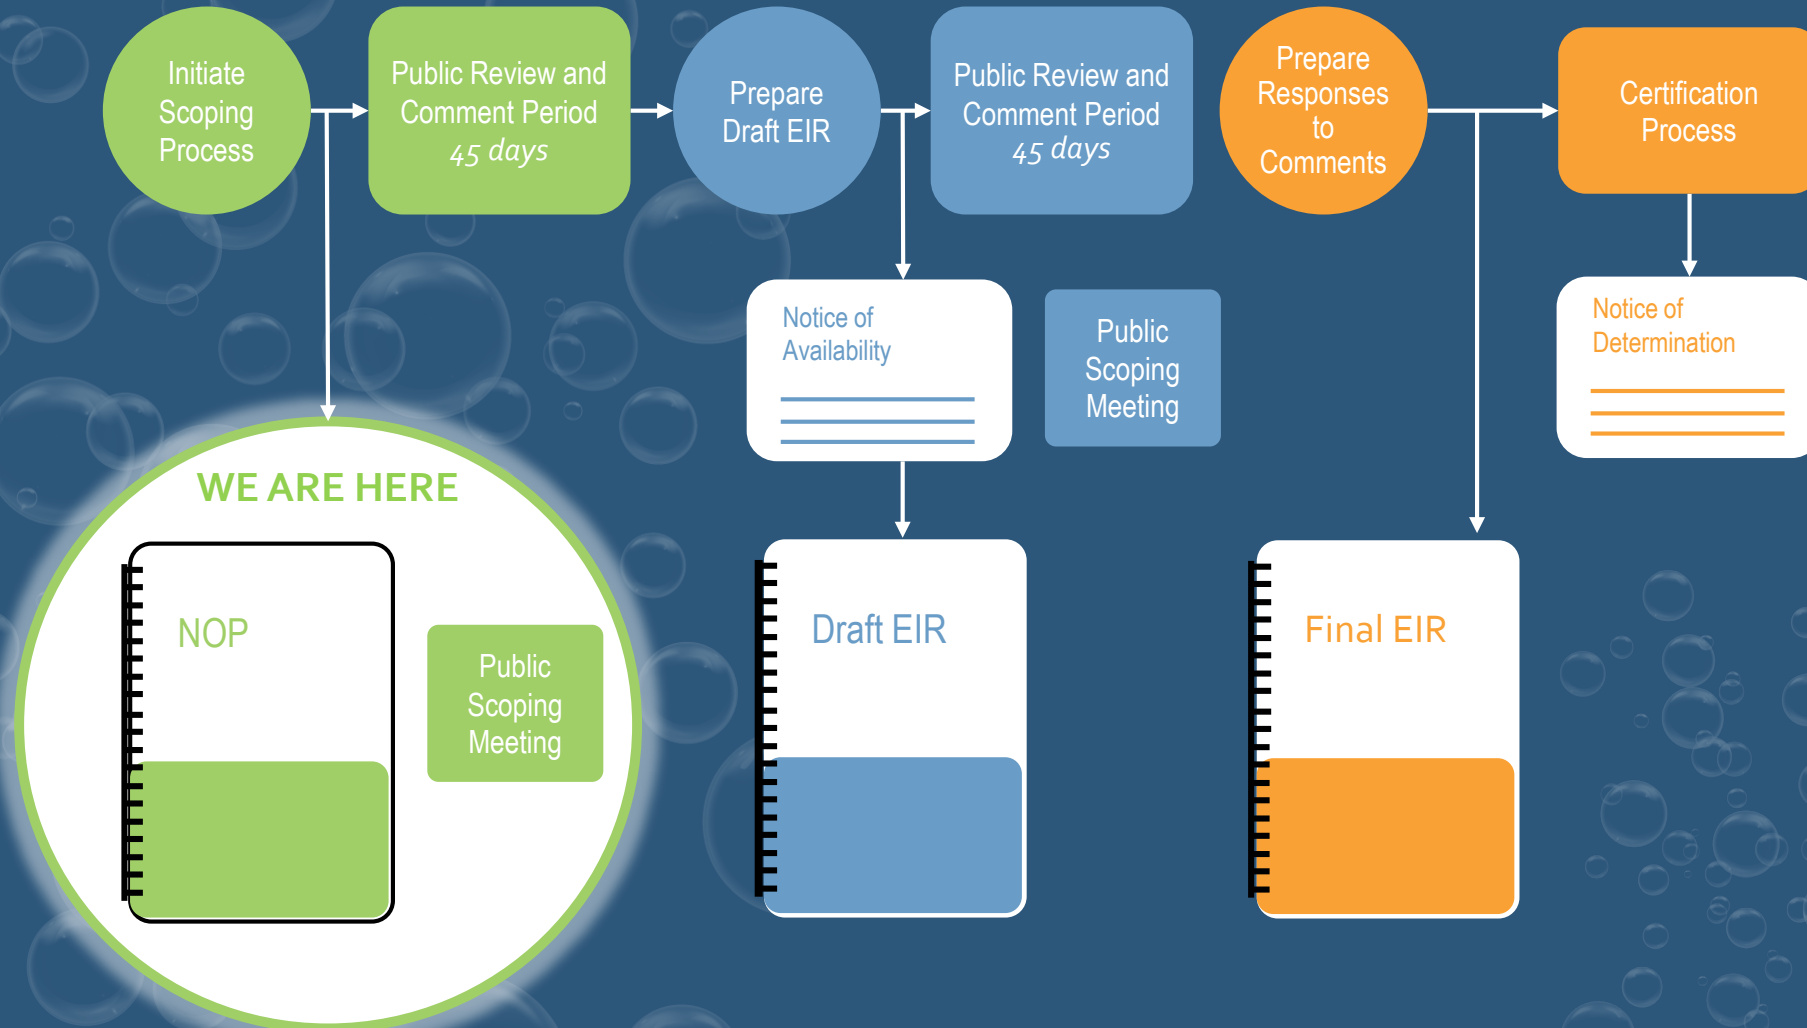 Initiate
Scoping
Process
Public Review and
Comment Period
45 days
Prepare
Draft EIR
Public Review and
Comment Period
45 days
Prepare
Responses
to
Comments
Certification
Process
Notice of
Availability
Public
Scoping
Meeting
Notice of
Determination
WE ARE HERE
NOP
Public
Scoping
Meeting
Draft EIR
Final EIR